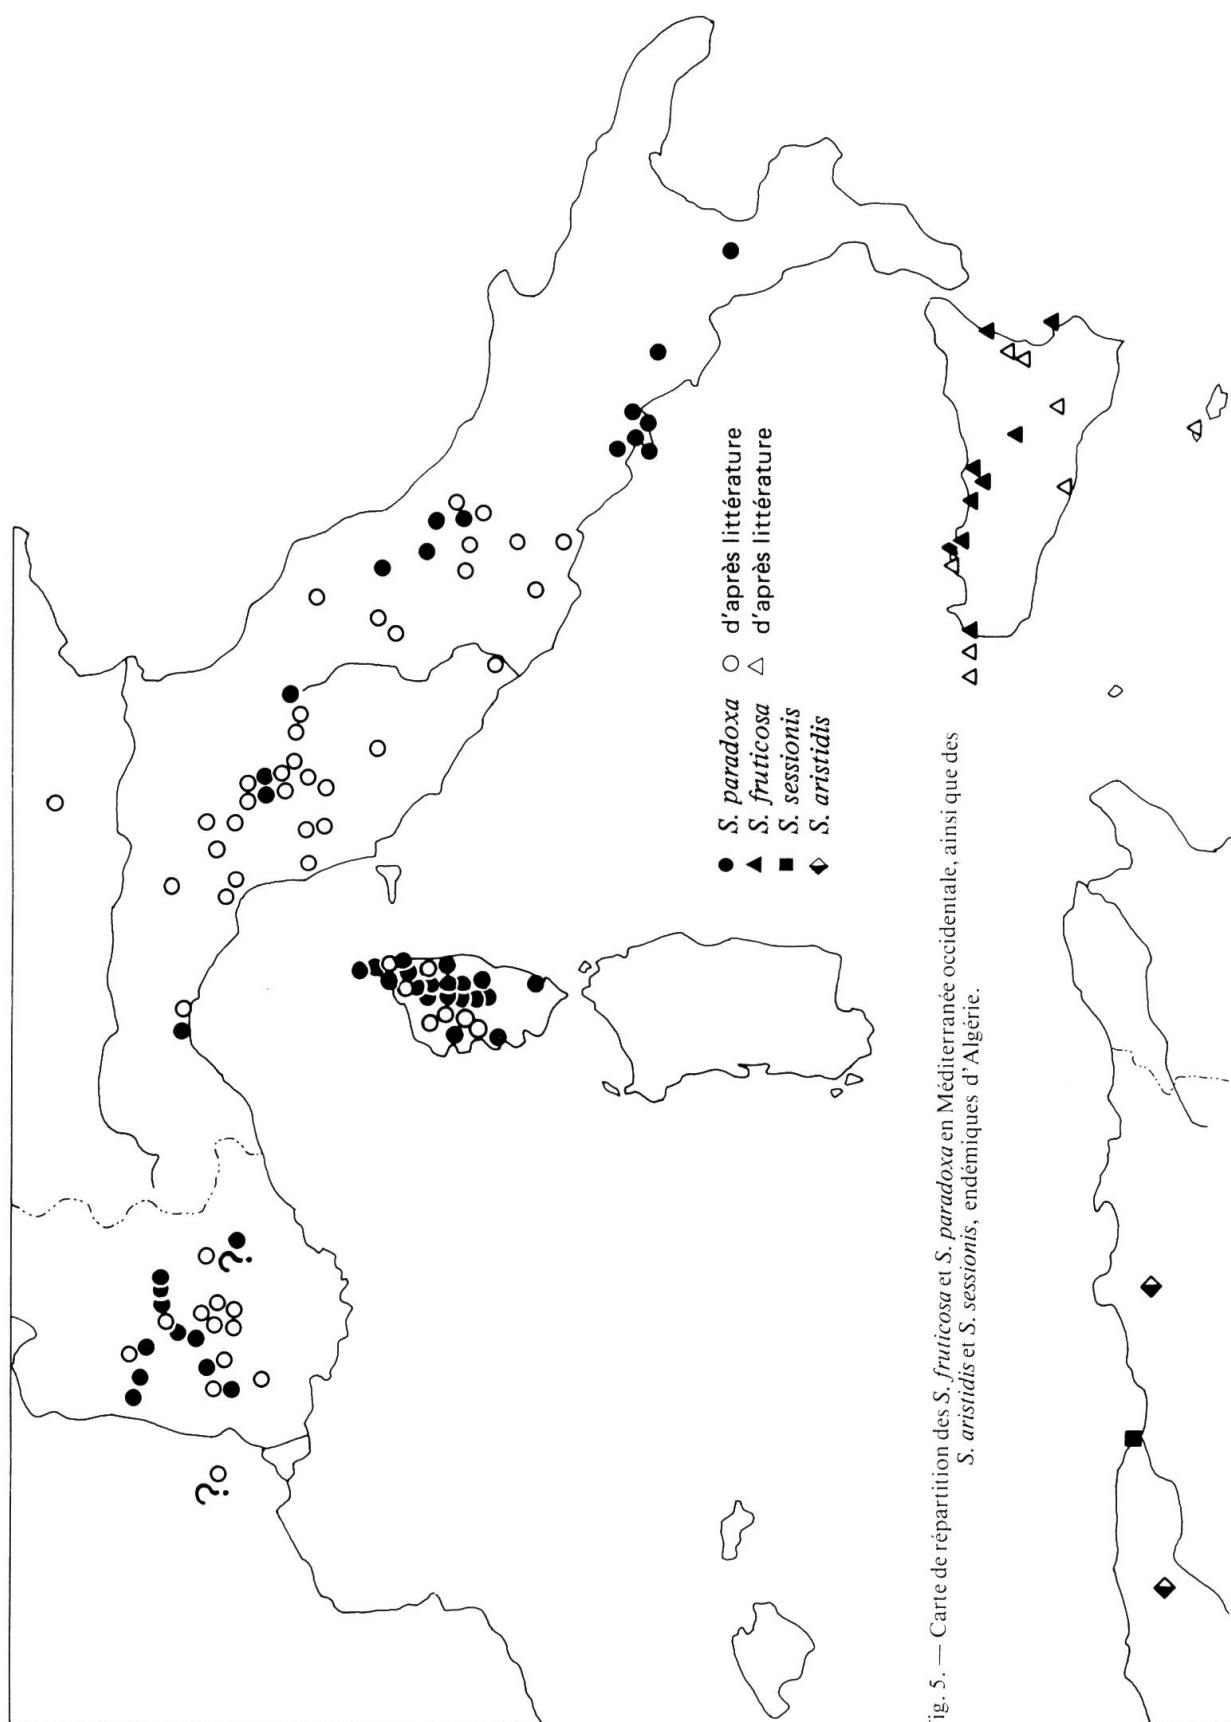 ● S. paradoxa ○ d'après littérature
▲ S. fruticosa △ d'après littérature
■ S. sessionis
⬙ S. aristidis
?
?
ig. 5. — Carte de répartition des S. fruticosa et S. paradoxa en Méditerranée occidentale, ainsi que des
S. aristidis et S. sessionis, endémiques d'Algérie.